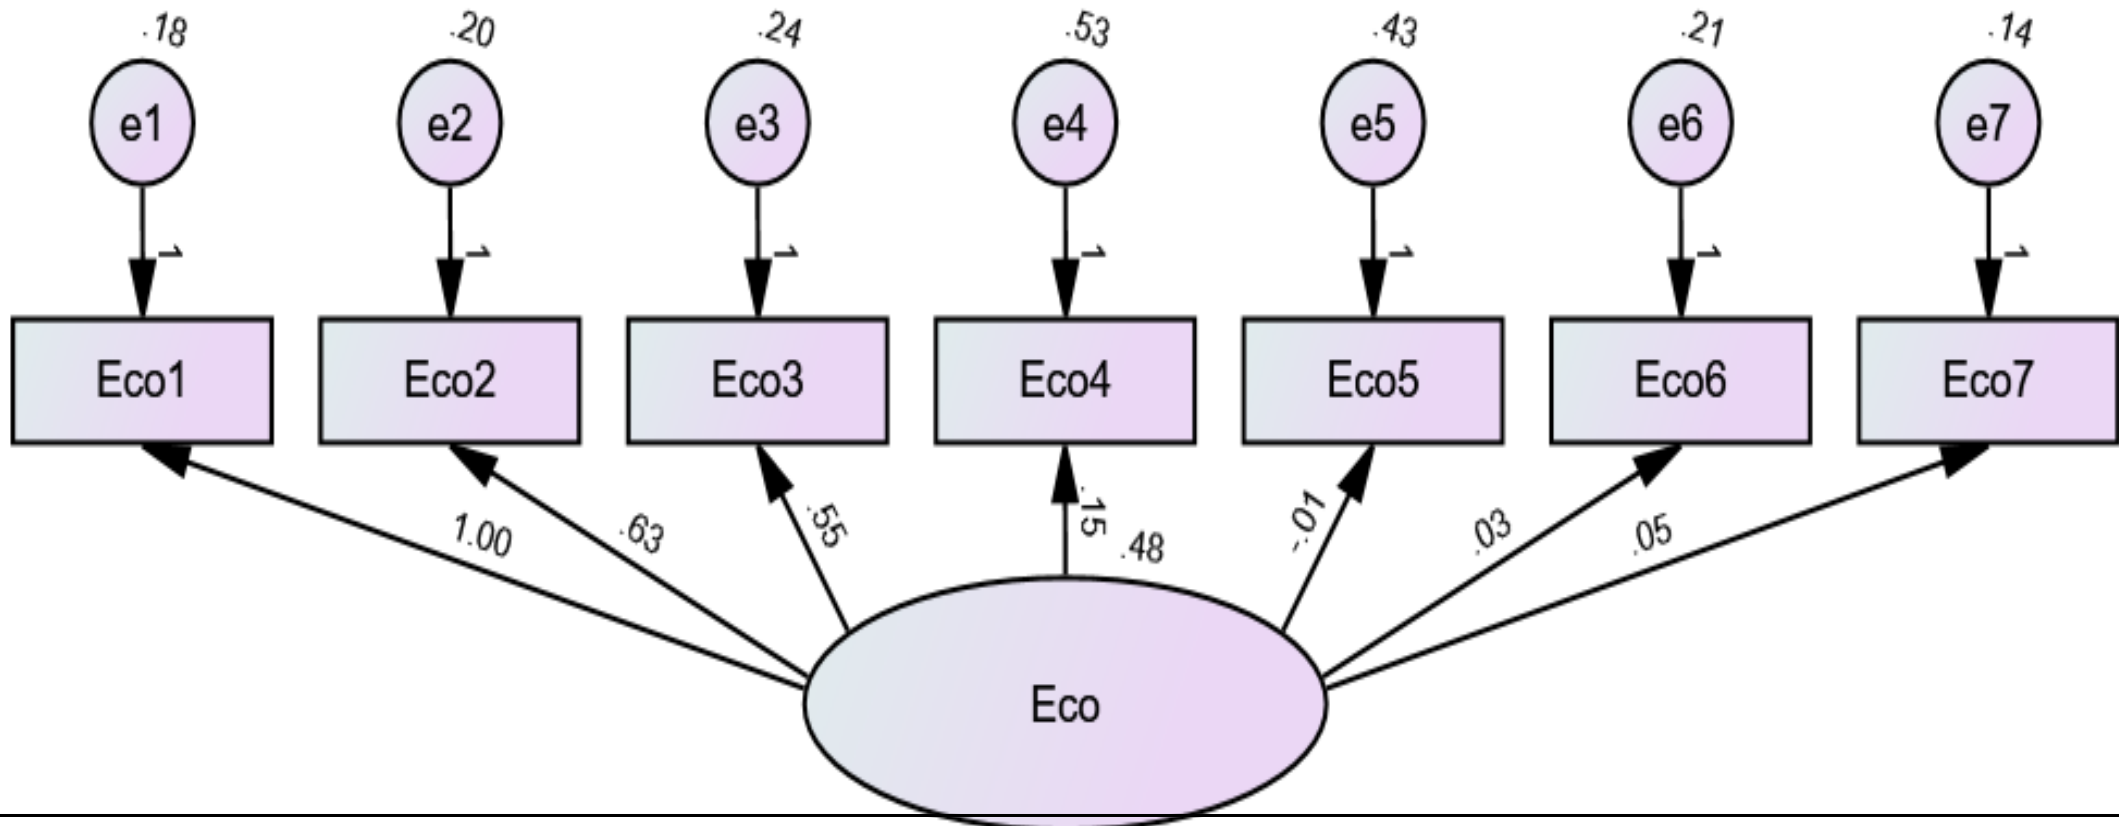 .18 .20 .24 .53 .43 .21 .14
e1 e2 e3 e4 e5 e6 e7
1 1 1 1 1 1 1
Eco1 Eco2 Eco3 Eco4 Eco5 Eco6 Eco7
1.00 .63 .55 .15 .48 -.01 .03 .05
Eco